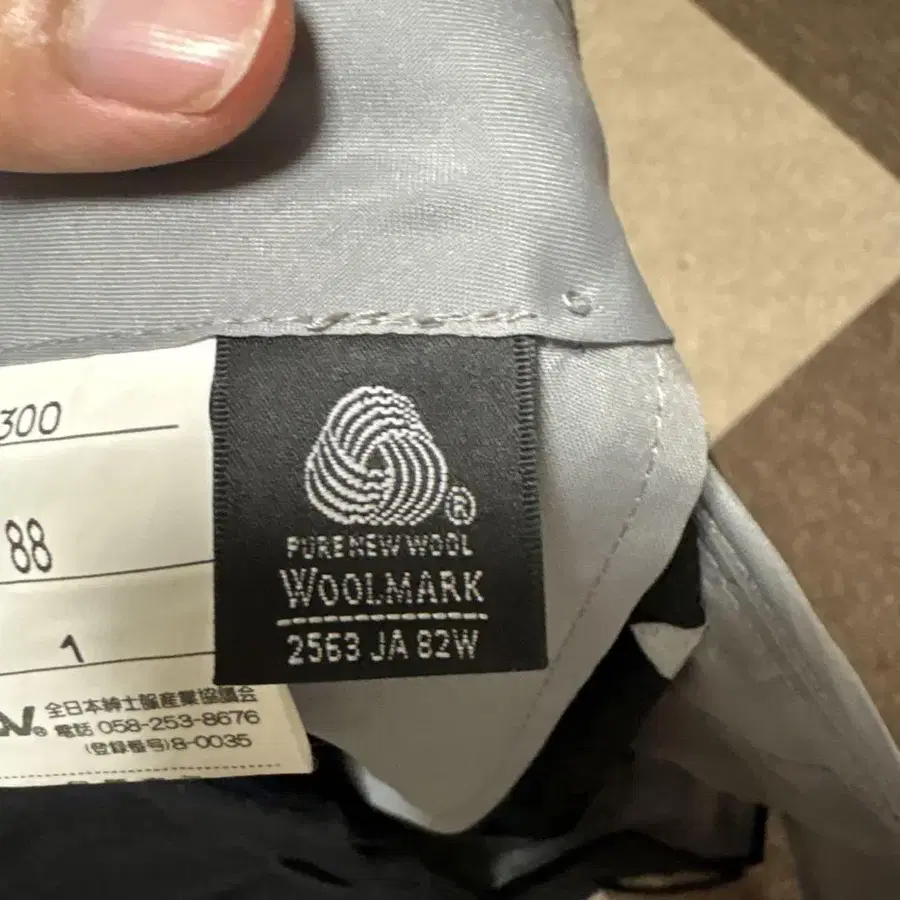 300
88
1
全日本紳士服産業協議会
電話 058-253-8676
(登録番号)8-0035
®
PURE NEW WOOL
WOOLMARK
2563 JA 82W